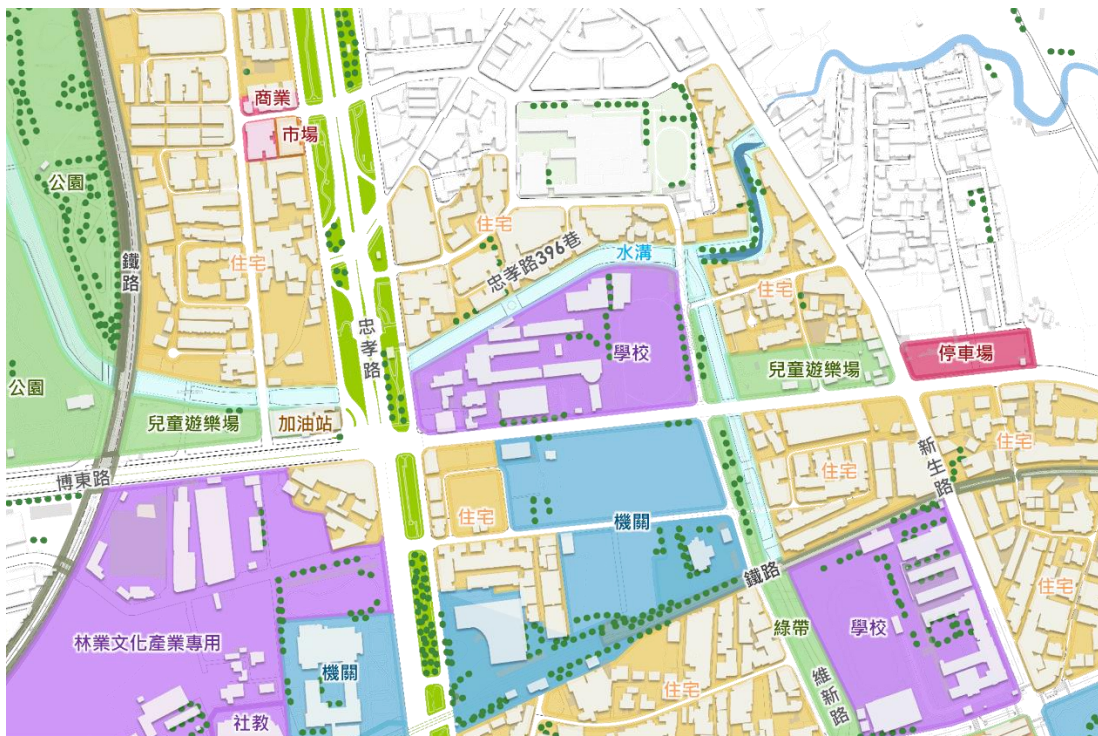 商業
市場
公園
住宅
鐵路
住宅
忠孝路396巷
水溝
住宅
忠孝路
學校
停車場
公園
兒童遊樂場
兒童遊樂場
加油站
博東路
住宅
機關
住宅
新生路
住宅
鐵路
住宅
林業文化產業專用
機關
綠帶
學校
住宅
維新路
社教